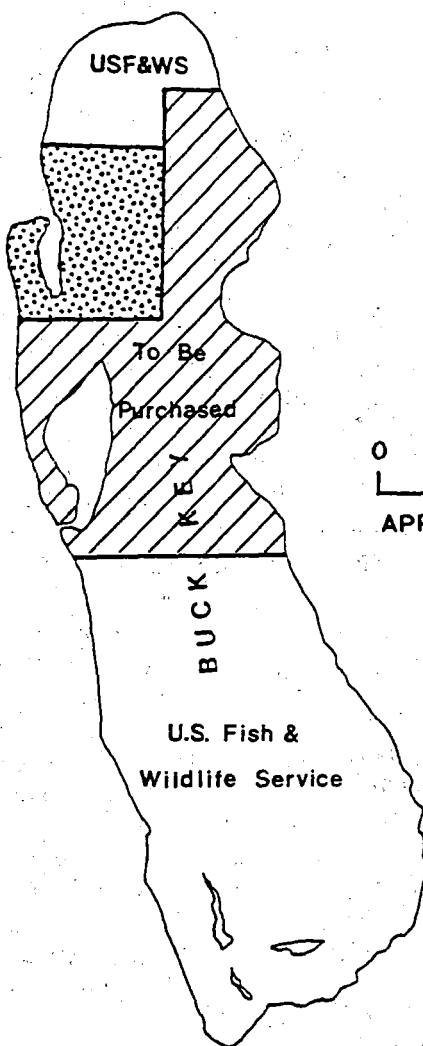 USF&WS
To Be
Purchased
0
APP
BUCK KEY
U.S. Fish &
Wildlife Service